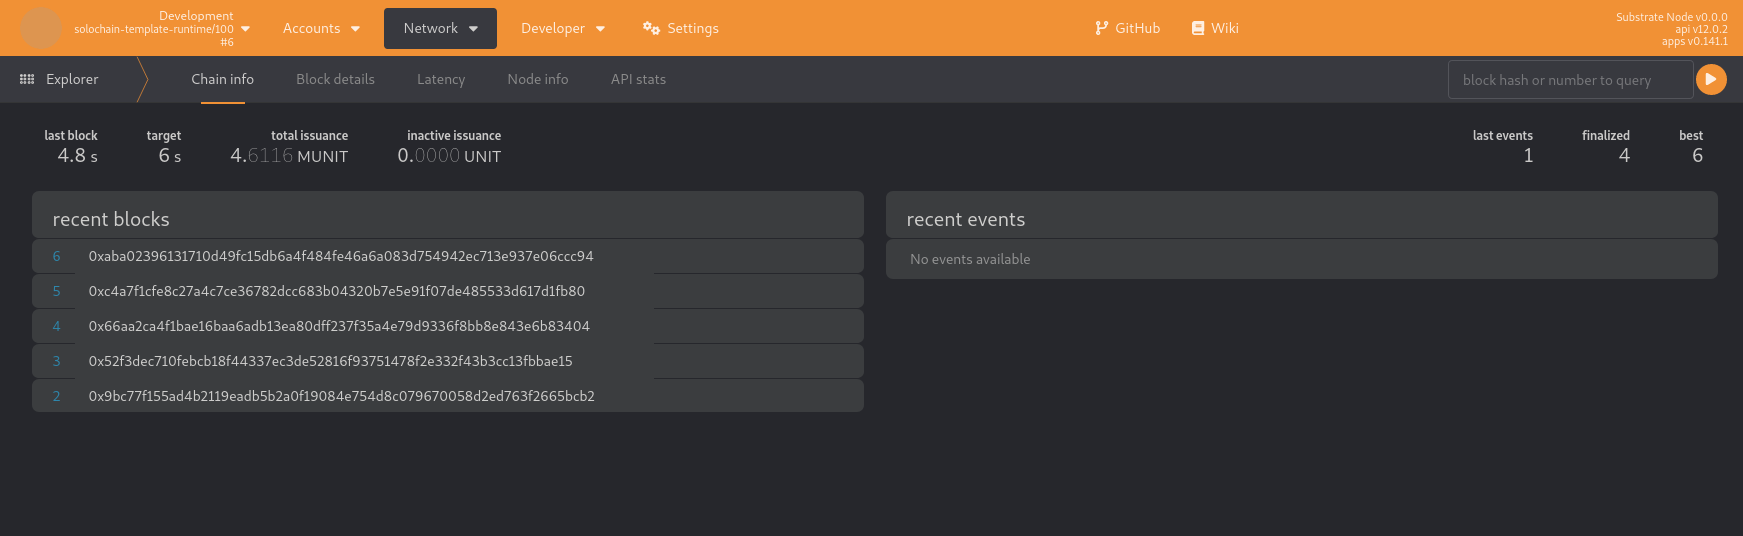 Development
solochain-template-runtime/100
#6
Accounts
Network
Developer
Settings
GitHub
Wiki
Substrate Node v0.0.0
api v12.0.2
apps v0.141.1
Explorer
Chain info
Block details
Latency
Node info
API stats
block hash or number to query
last block
4.8 s
target
6 s
total issuance
4.6116 MUNIT
inactive issuance
0.0000 UNIT
last events
1
finalized
4
best
6
recent blocks
6 0xaba02396131710d49fc15db6a4f484fe46a6a083d754942ec713e937e06ccc94
5 0xc4a7f1cfe8c27a4c7ce36782dcc683b04320b7e5e91f07de485533d617d1fb80
4 0x66aa2ca4f1bae16baa6adb13ea80dff237f35a4e79d9336f8bb8e843e6b83404
3 0x52f3dec710febcb18f44337ec3de52816f93751478f2e332f43b3cc13fbbae15
2 0x9bc77f155ad4b2119eadb5b2a0f19084e754d8c079670058d2ed763f2665bcb2
recent events
No events available